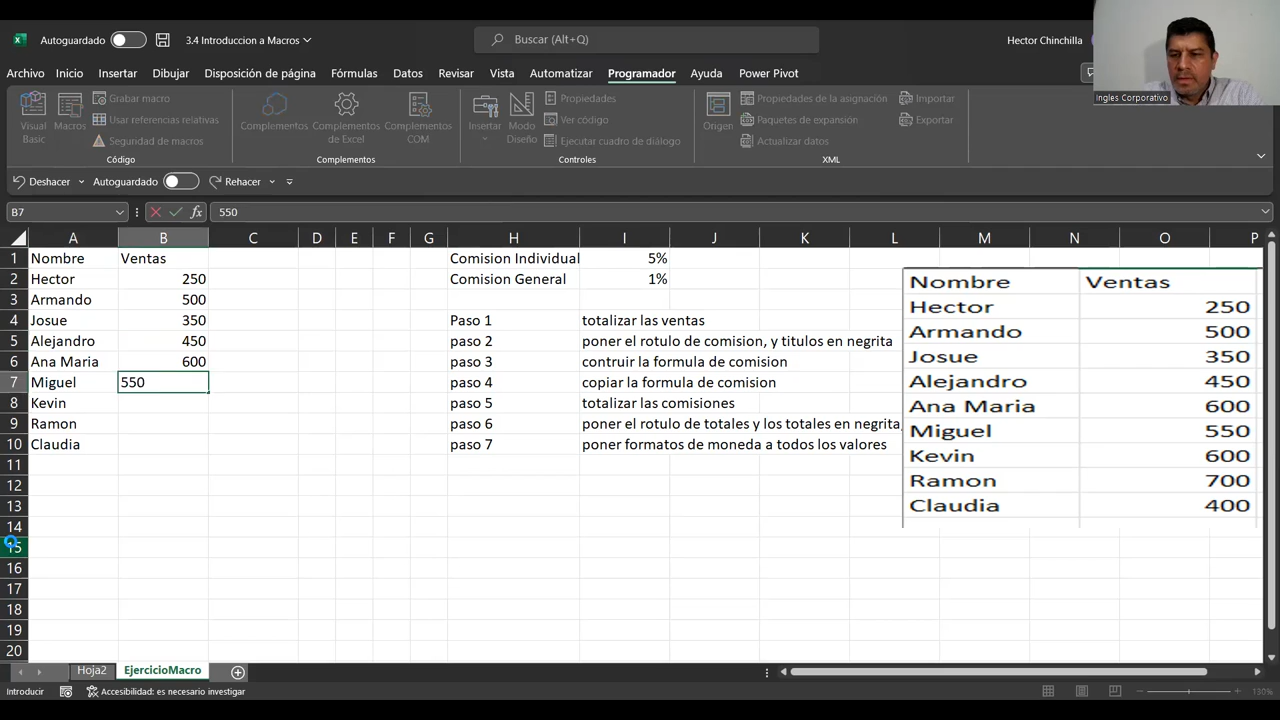 Autoguardado 3.4 Introduccion a Macros Buscar (Alt+Q) Hector Chinchilla
Ingles Corporativo
Archivo Inicio Insertar Dibujar Disposición de página Fórmulas Datos Revisar Vista Automatizar Programador Ayuda Power Pivot
Visual Basic
Macros
Grabar macro
Usar referencias relativas
Seguridad de macros
Código
Complementos
Complementos de Excel
Complementos COM
Complementos
Insertar
Modo Diseño
Propiedades
Ver código
Ejecutar cuadro de diálogo
Controles
Origen
Propiedades de la asignación
Paquetes de expansión
Actualizar datos
Importar
Exportar
XML
Deshacer Autoguardado Rehacer
B7 fx 550
A B C D E F G H I J K L M N O P
1 Nombre Ventas Comision Individual 5%
2 Hector 250 Comision General 1%
3 Armando 500
4 Josue 350 Paso 1 totalizar las ventas
5 Alejandro 450 paso 2 poner el rotulo de comision, y titulos en negrita
6 Ana Maria 600 paso 3 contruir la formula de comision
7 Miguel 550 paso 4 copiar la formula de comision
8 Kevin paso 5 totalizar las comisiones
9 Ramon paso 6 poner el rotulo de totales y los totales en negrita,
10 Claudia paso 7 poner formatos de moneda a todos los valores
11
12
13
14
15
16
17
18
19
20
Nombre Ventas
Hector 250
Armando 500
Josue 350
Alejandro 450
Ana Maria 600
Miguel 550
Kevin 600
Ramon 700
Claudia 400
Hoja2 EjercicioMacro
Introducir Accesibilidad: es necesario investigar 130%